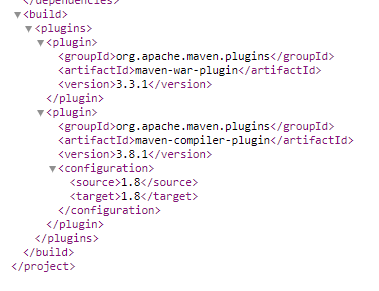 </dependencies>
▼<build>
▼<plugins>
▼<plugin>
<groupId>org.apache.maven.plugins</groupId>
<artifactId>maven-war-plugin</artifactId>
<version>3.3.1</version>
</plugin>
▼<plugin>
<groupId>org.apache.maven.plugins</groupId>
<artifactId>maven-compiler-plugin</artifactId>
<version>3.8.1</version>
▼<configuration>
<source>1.8</source>
<target>1.8</target>
</configuration>
</plugin>
</plugins>
</build>
</project>